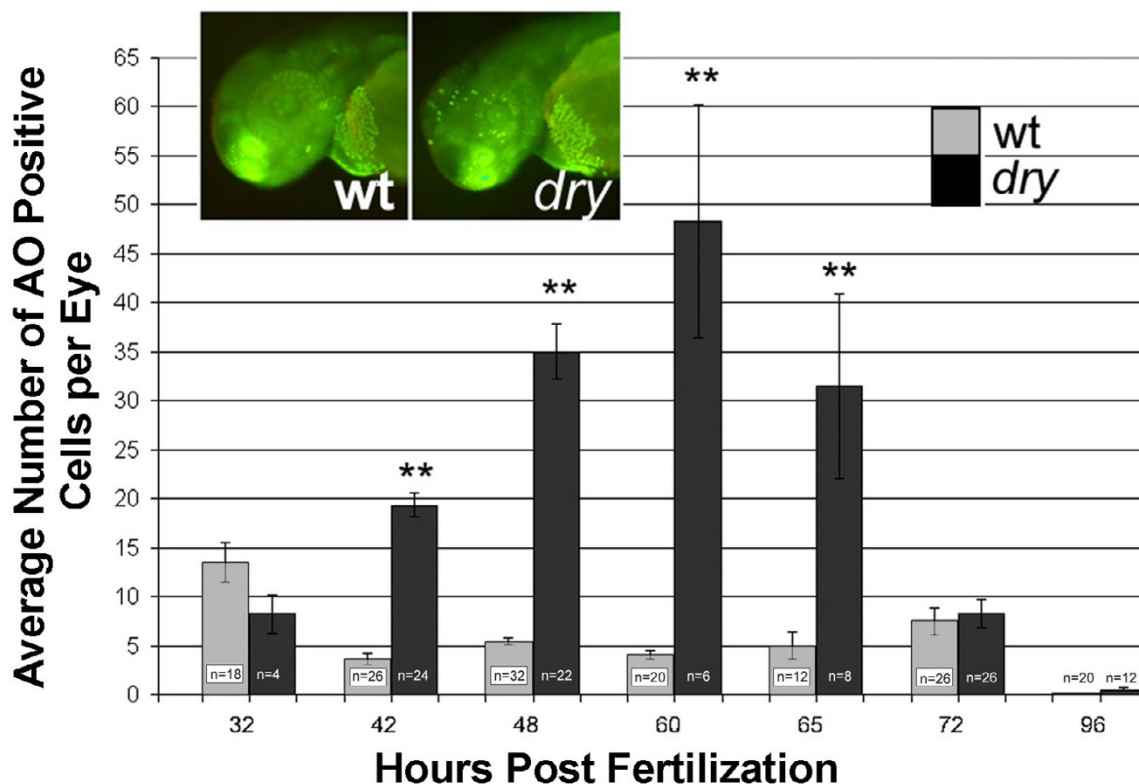 Average Number of AO Positive
Cells per Eye
65
60
55
50
45
40
35
30
25
20
15
10
5
0
wt
dry
wt
dry
**
**
**
**
n=18
n=4
n=26
n=24
n=32
n=22
n=20
n=6
n=12
n=8
n=26
n=26
n=20
n=12
32
42
48
60
65
72
96
Hours Post Fertilization